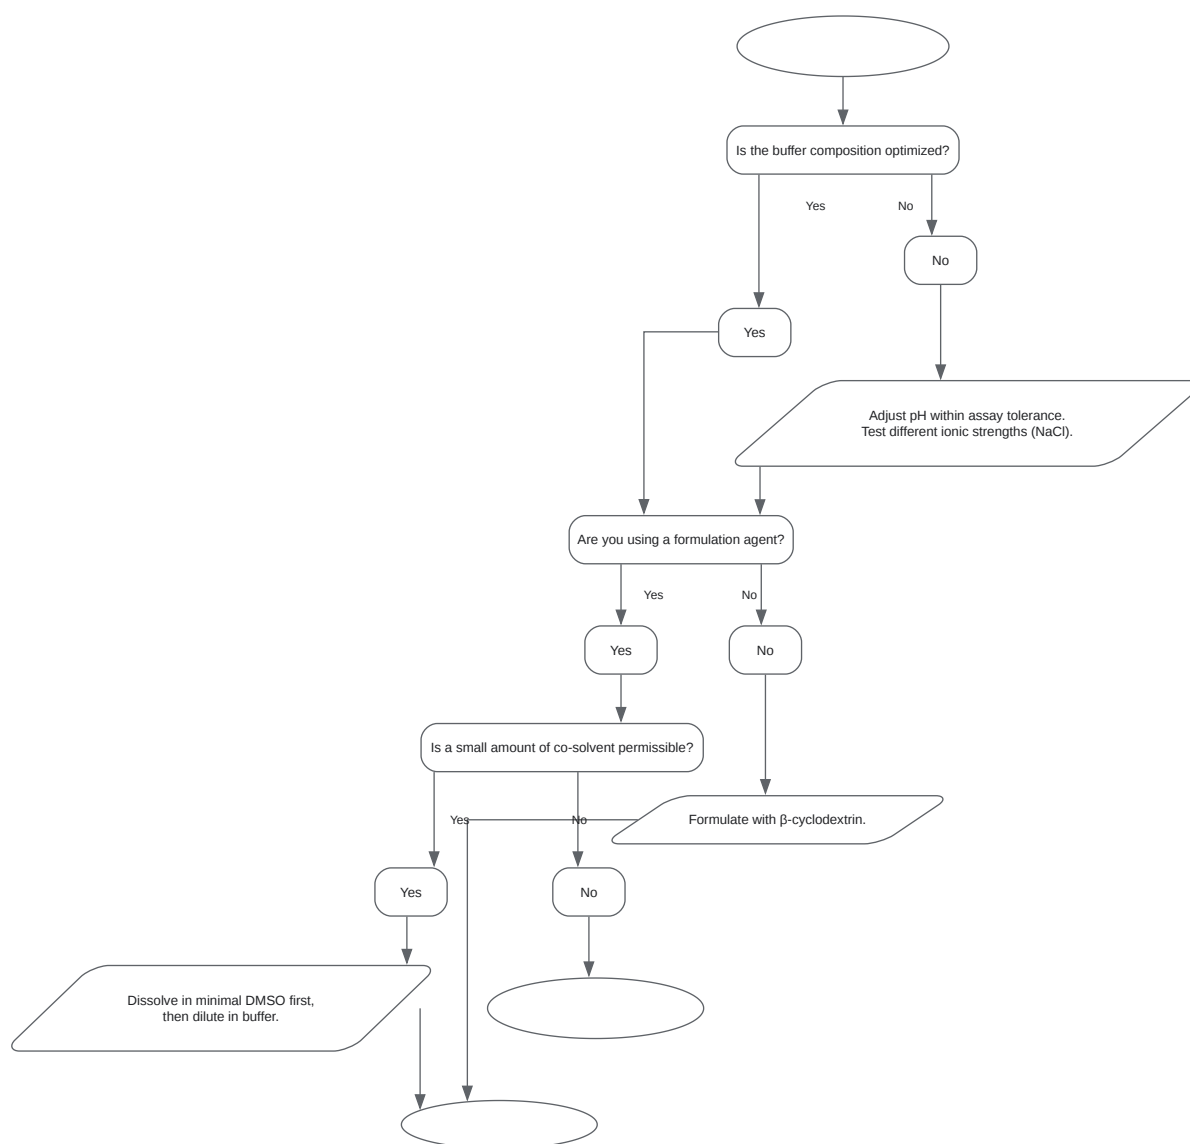 Is the buffer composition optimized?
Yes
No
No
Yes
Adjust pH within assay tolerance.
Test different ionic strengths (NaCl).
Are you using a formulation agent?
Yes
No
Yes
No
Is a small amount of co-solvent permissible?
Yes
No
Formulate with β-cyclodextrin.
Yes
No
Dissolve in minimal DMSO first,
then dilute in buffer.